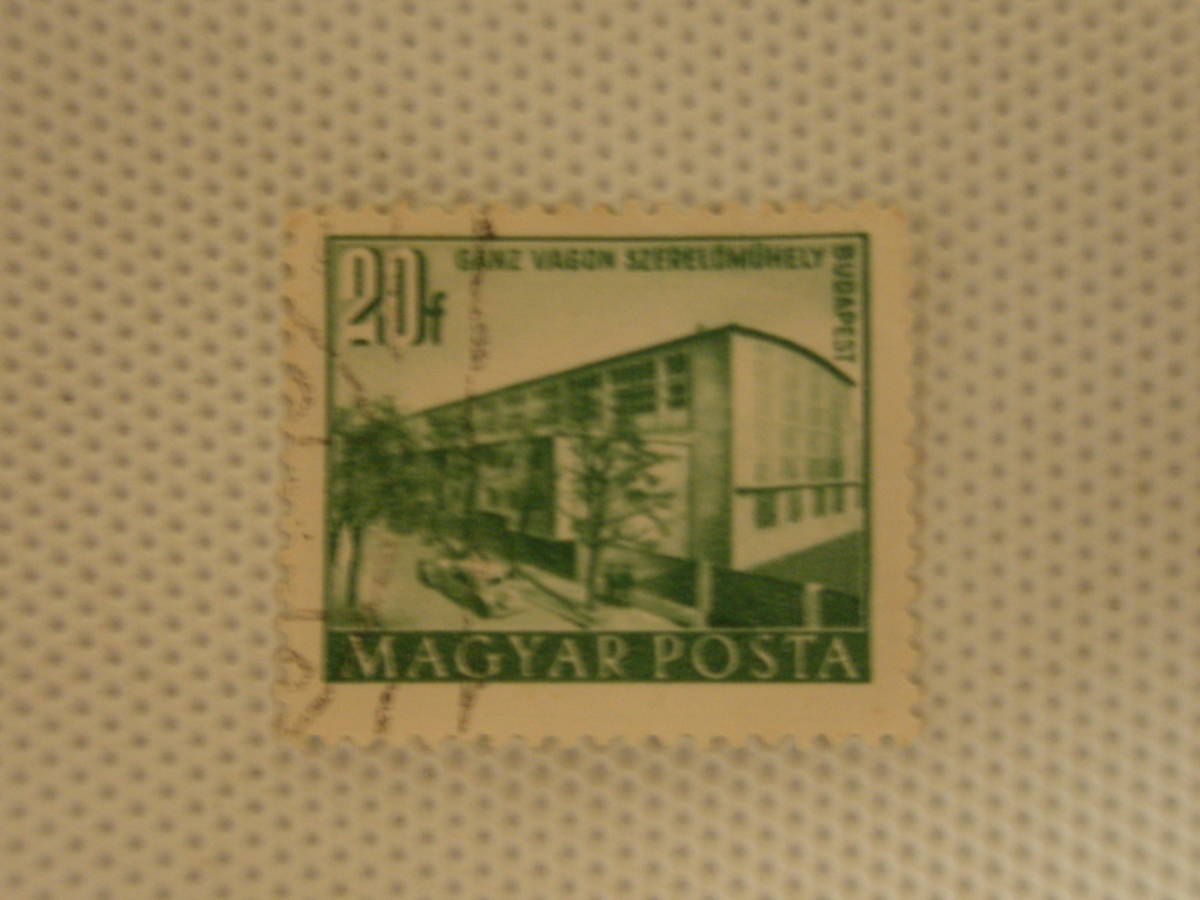 20f
GANZ VAGON SZERELŐMŰHELY
BUDAPEST
MAGYAR POSTA